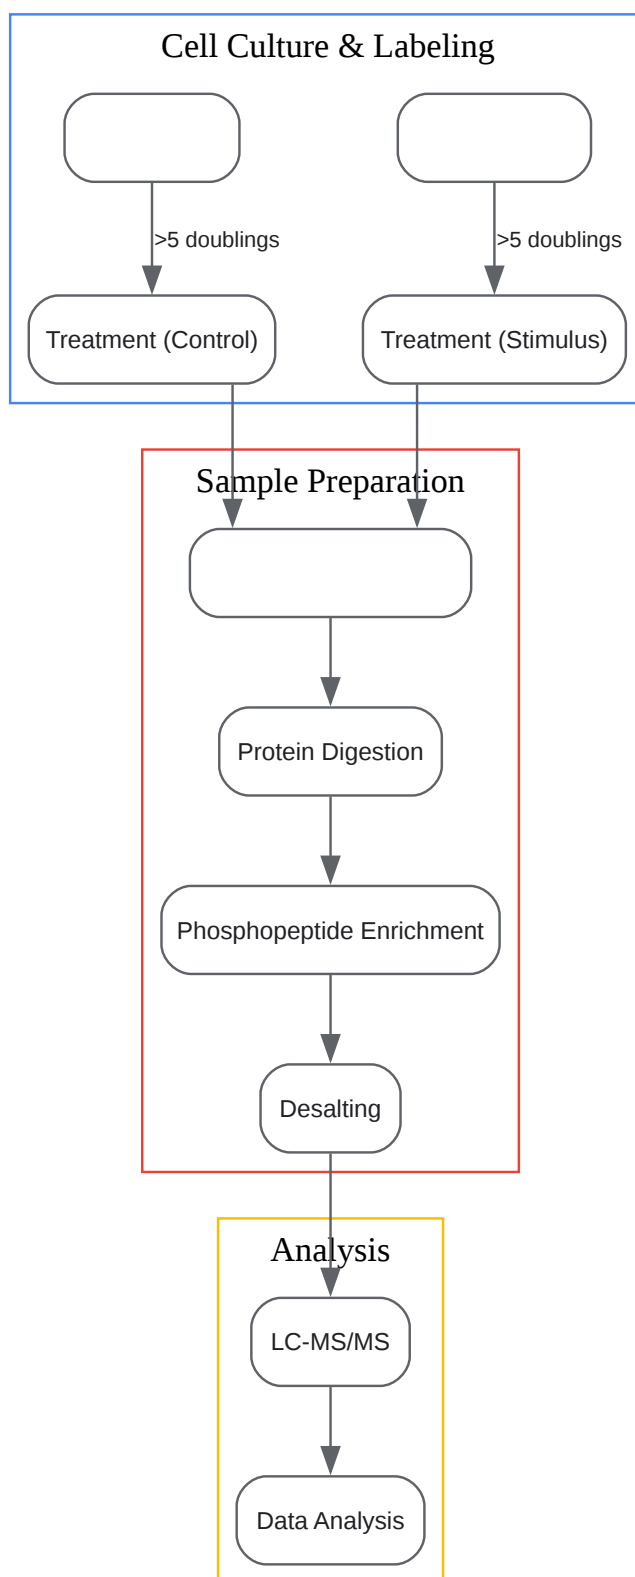 Cell Culture & Labeling
>5 doublings
>5 doublings
Treatment (Control)
Treatment (Stimulus)
Sample Preparation
Protein Digestion
Phosphopeptide Enrichment
Desalting
Analysis
LC-MS/MS
Data Analysis